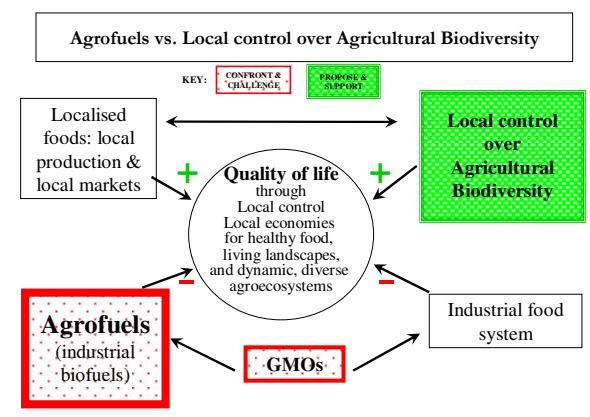 Agrofuels vs. Local control over Agricultural Biodiversity
KEY:
CONFRONT &
CHALLENGE
PROPOSE &
SUPPORT
Localised
foods: local
production &
local markets
Local control
over
Agricultural
Biodiversity
+
+
Quality of life
through
Local control
Local economies
for healthy food,
living landscapes,
and dynamic, diverse
agroecosystems
–
–
Agrofuels
(industrial
biofuels)
GMOs
Industrial food
system